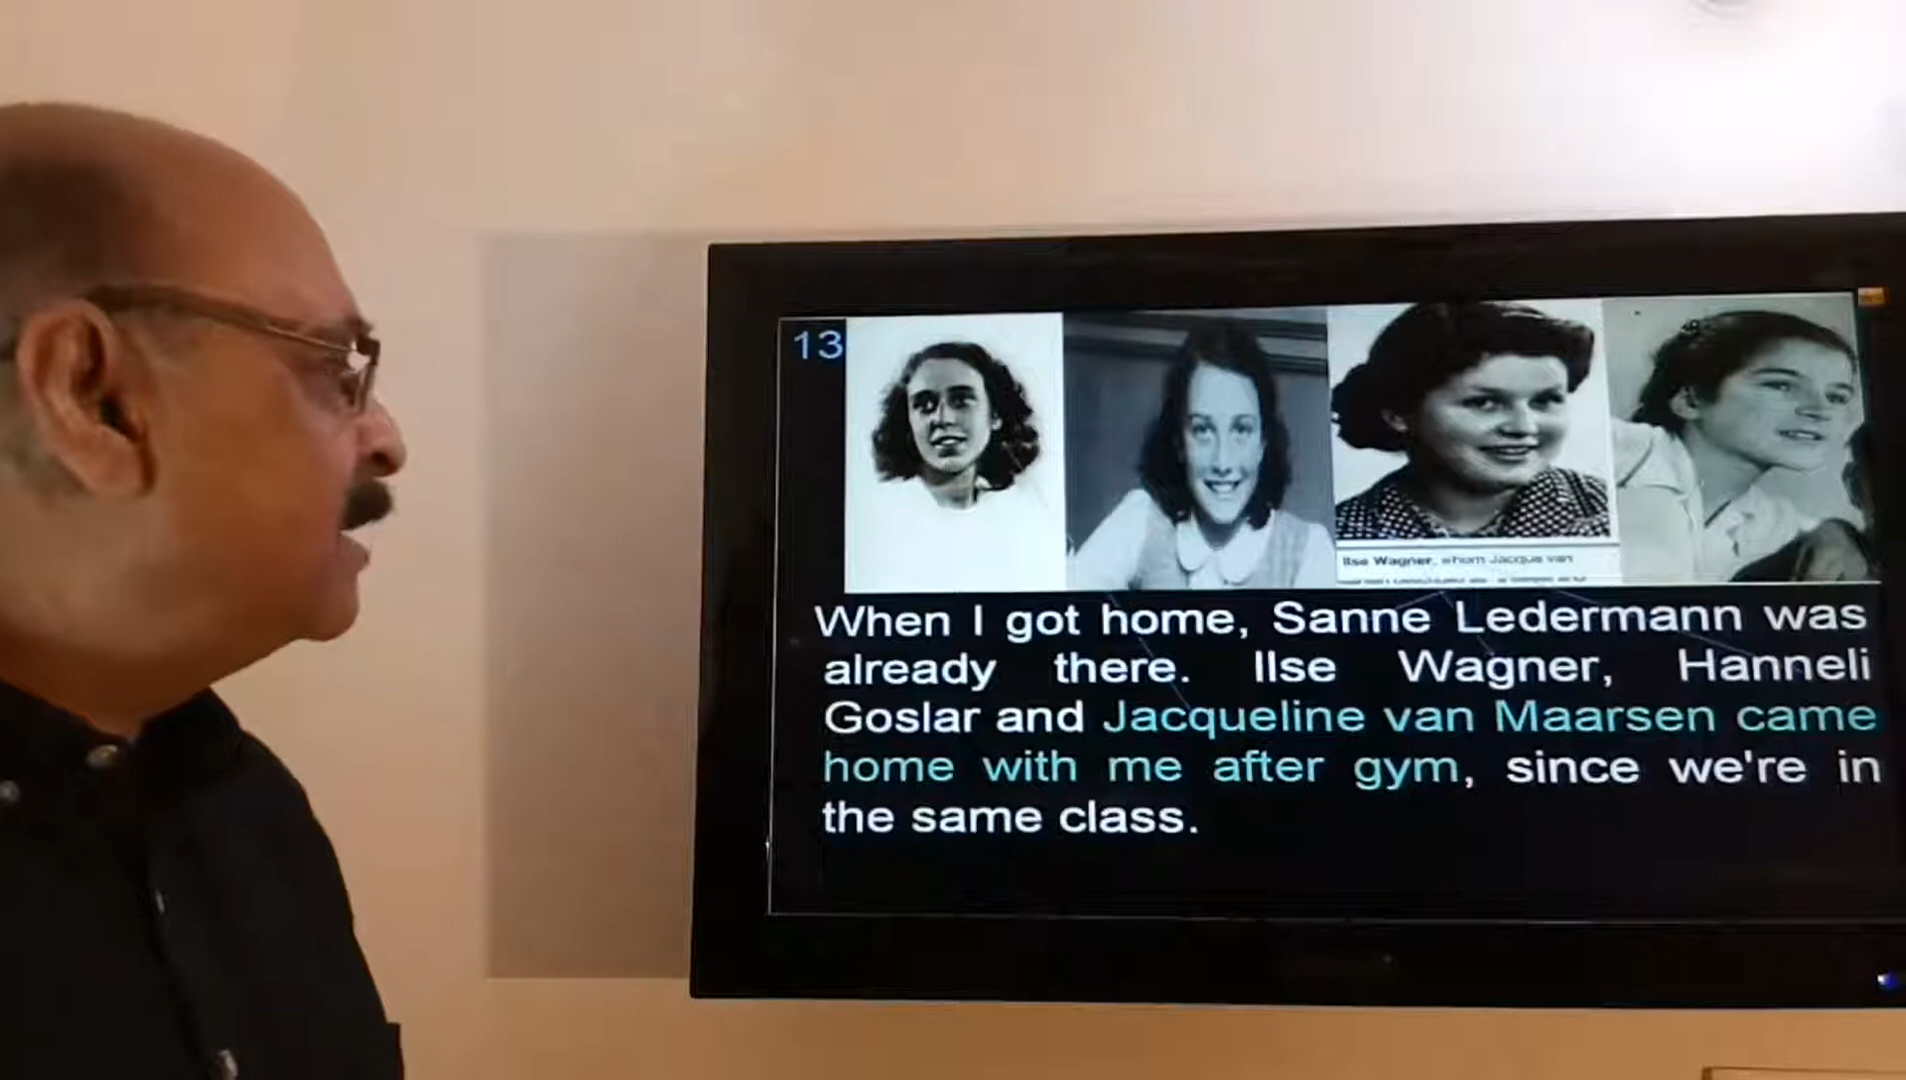 13
Ilse Wagner, whom Jacque van
When I got home, Sanne Ledermann was
already there. Ilse Wagner, Hanneli
Goslar and Jacqueline van Maarsen came
home with me after gym, since we're in
the same class.